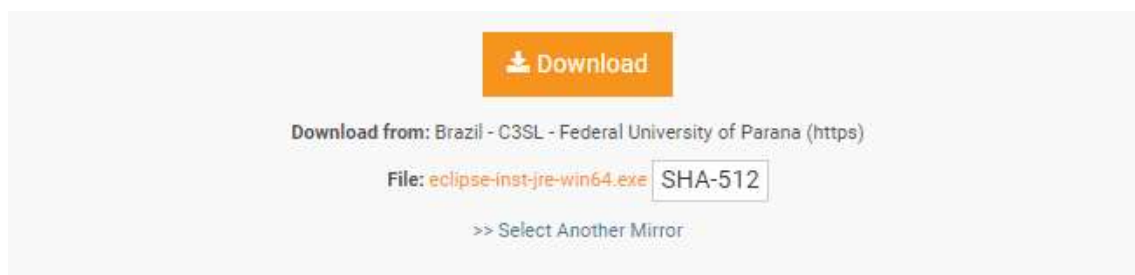 Download
Download from: Brazil - C3SL - Federal University of Parana (https)
File: eclipse-inst-jre-win64.exe SHA-512
>> Select Another Mirror